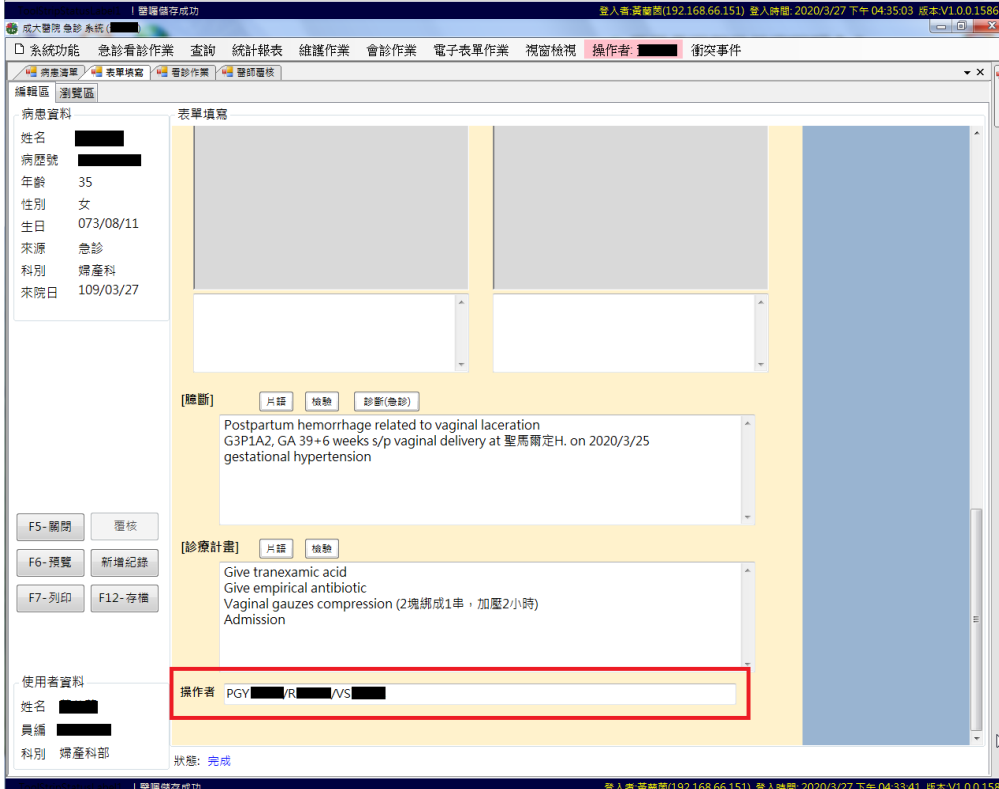 ! 醫囑儲存成功 登入者:黃蘭茵(192.168.66.151) 登入時間: 2020/3/27 下午 04:35:03 版本:V1.0.0.1586
成大醫院 急診 系統 (
系統功能 急診看診作業 查詢 統計報表 維護作業 會診作業 電子表單作業 視窗檢視 操作者: 衝突事件
病患清單 表單填寫 看診作業 醫師覆核
編輯區 瀏覽區
病患資料
姓名
病歷號
年齡 35
性別 女
生日 073/08/11
來源 急診
科別 婦產科
來院日 109/03/27
表單填寫
[臆斷] 片語 檢驗 診斷(急診)
Postpartum hemorrhage related to vaginal laceration
G3P1A2, GA 39+6 weeks s/p vaginal delivery at 聖馬爾定H. on 2020/3/25
gestational hypertension
F5-關閉 覆核
F6-預覽 新增紀錄
F7-列印 F12-存檔
[診療計畫] 片語 檢驗
Give tranexamic acid
Give empirical antibiotic
Vaginal gauzes compression (2塊綁成1串，加壓2小時)
Admission
操作者 PGY /R /VS
使用者資料
姓名
員編
科別 婦產科部
狀態: 完成
! 醫囑儲存成功 登入者:黃蘭茵(192.168.66.151) 登入時間: 2020/3/27 下午 04:33:41 版本:V1.0.0.158